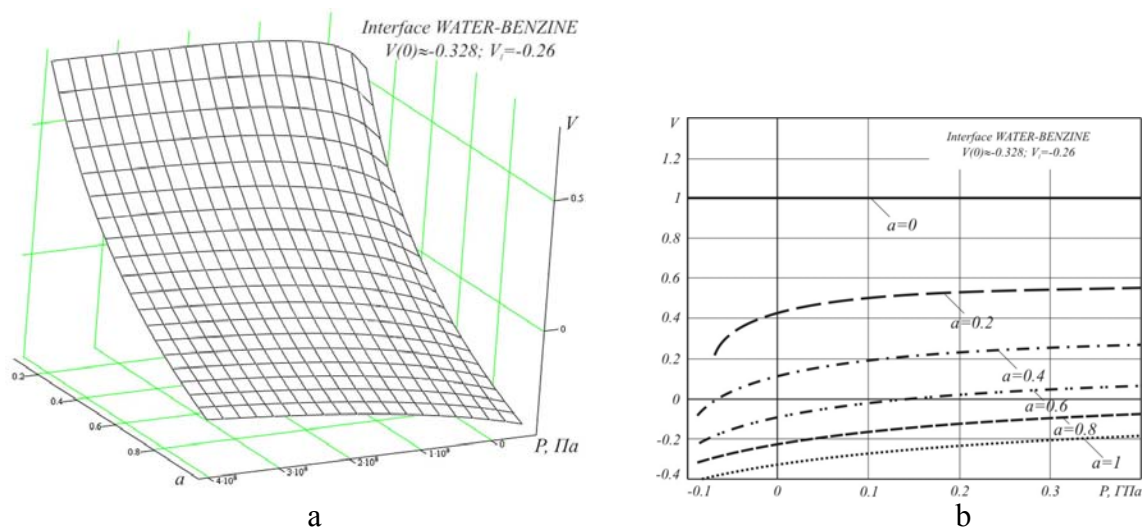 Interface WATER-BENZINE
V(0)≈-0.328; Vᵢ=-0.26
V
0.5
0
P, Па
0
1·10⁸
2·10⁸
3·10⁸
4·10⁸
0.2
0.4
0.6
0.8
a
a
V
Interface WATER-BENZINE
V(0)≈-0.328; Vᵢ=-0.26
1.2
1
0.8
0.6
0.4
0.2
0
-0.2
-0.4
a=0
a=0.2
a=0.4
a=0.6
a=0.8
a=1
-0.1
0
0.1
0.2
0.3
P, ГПа
b